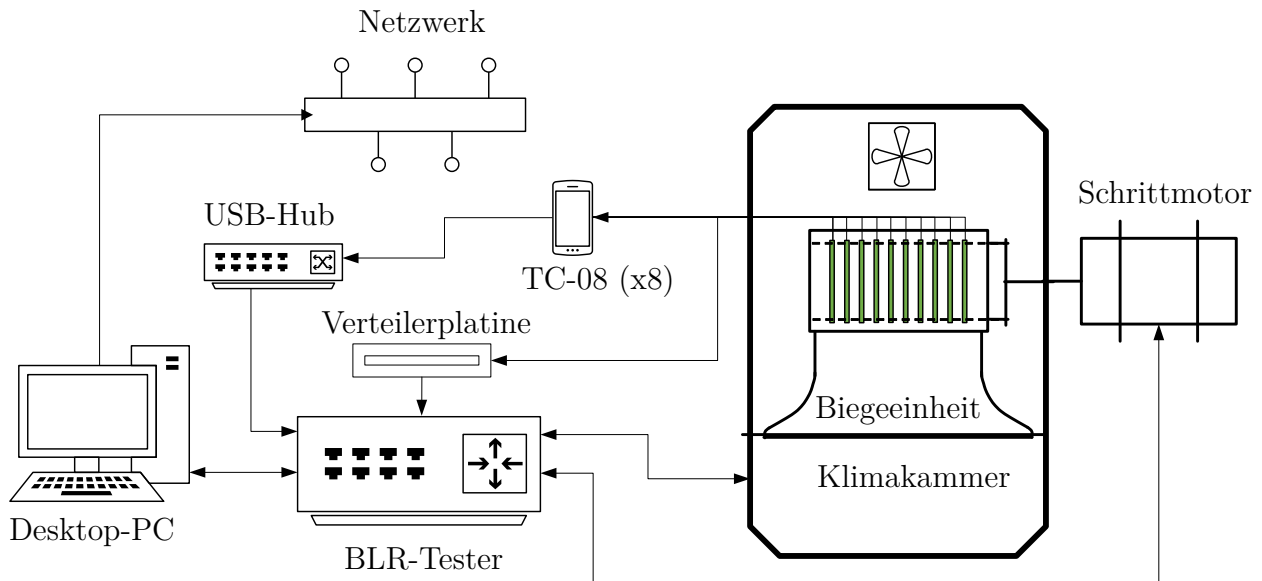 Netzwerk
Schrittmotor
USB-Hub
TC-08 (x8)
Verteilerplatine
Biegeeinheit
Klimakammer
Desktop-PC
BLR-Tester